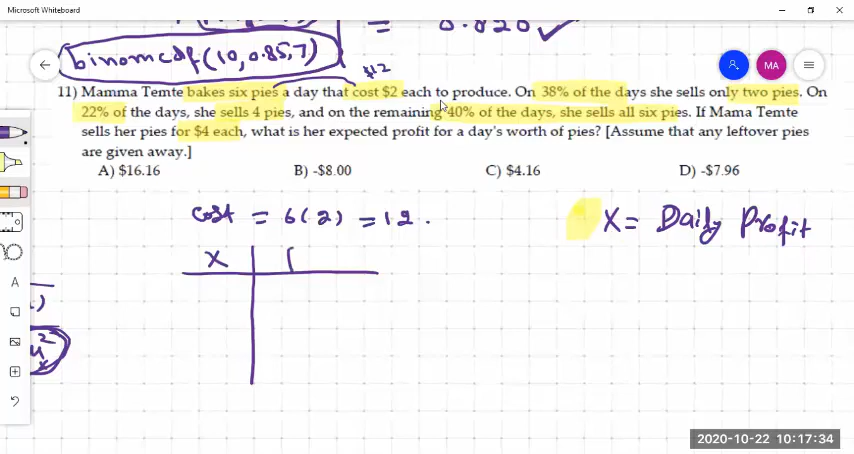 Microsoft Whiteboard
= 0.820
binomcdf(10, 0.85, 7)
$12
MA
11) Mamma Temte bakes six pies a day that cost $2 each to produce. On 38% of the days she sells only two pies. On
22% of the days, she sells 4 pies, and on the remaining 40% of the days, she sells all six pies. If Mama Temte
sells her pies for $4 each, what is her expected profit for a day's worth of pies? [Assume that any leftover pies
are given away.]
A) $16.16 B) -$8.00 C) $4.16 D) -$7.96
cost = 6(2) = 12.
X = Daily Profit
X
A
2020-10-22 10:17:34